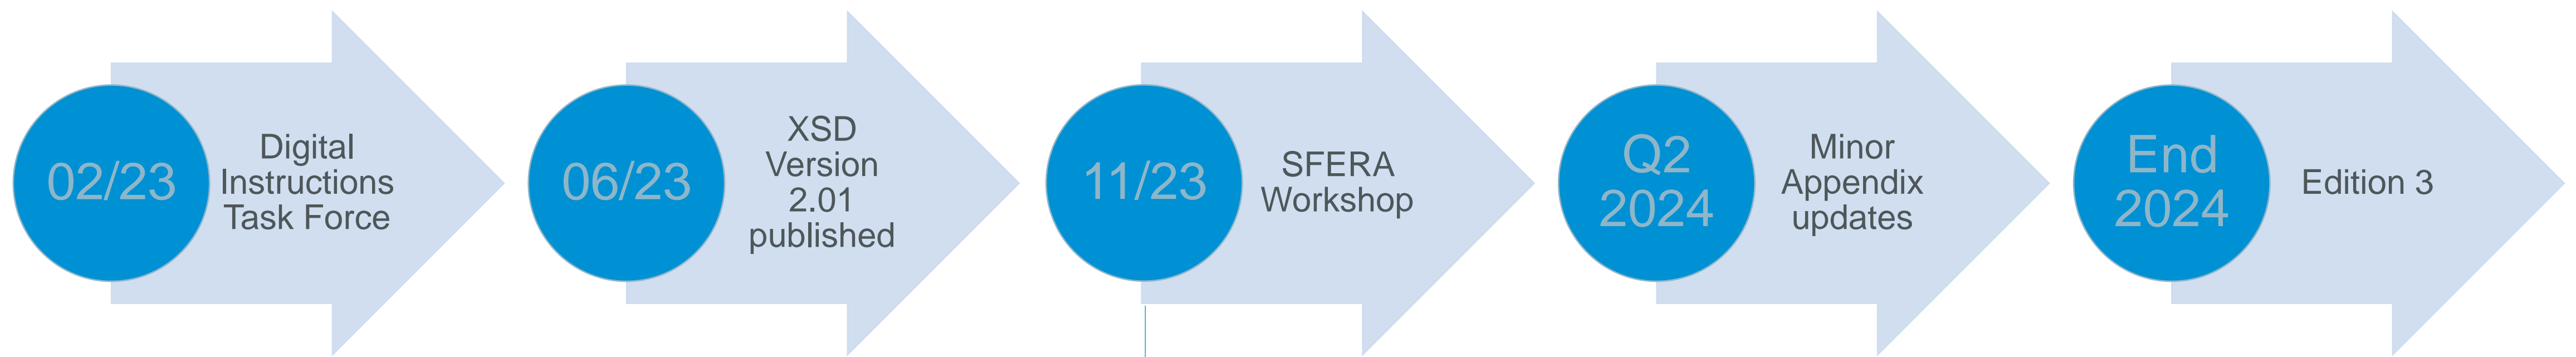 02/23
Digital
Instructions
Task Force
06/23
XSD
Version
2.01
published
11/23
SFERA
Workshop
Q2
2024
Minor
Appendix
updates
End
2024
Edition 3